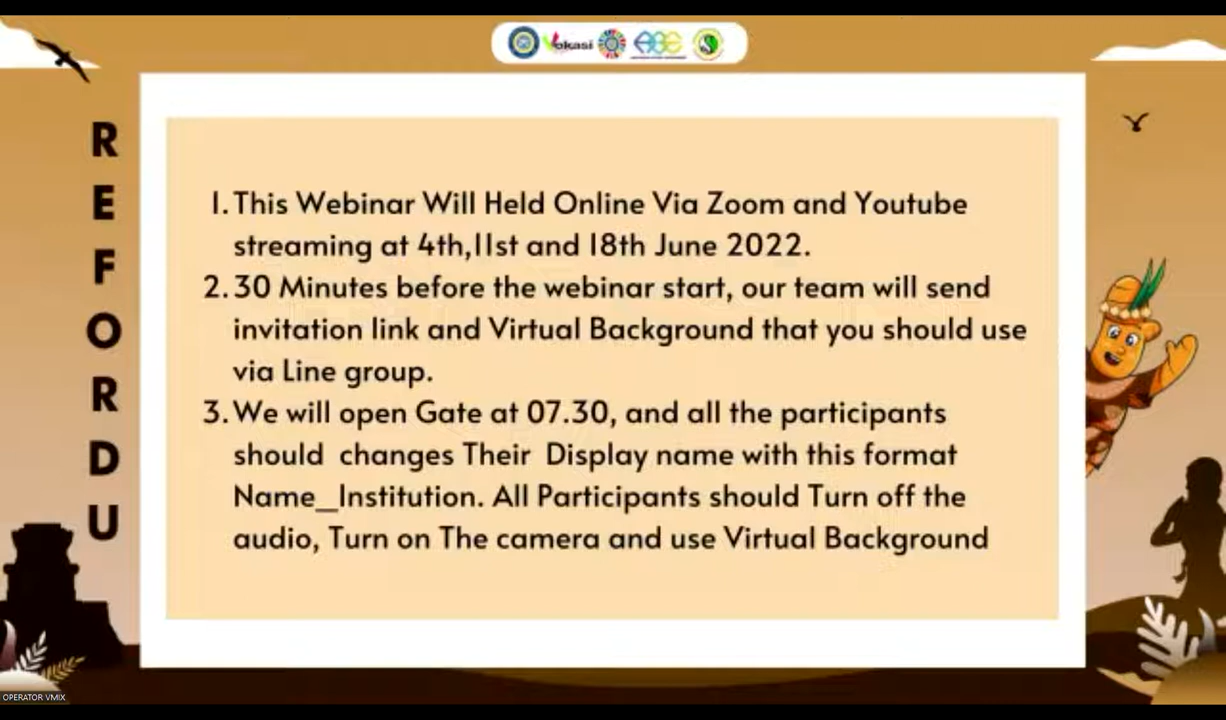 Vokasi
R
E
F
O
R
D
U
1. This Webinar Will Held Online Via Zoom and Youtube
streaming at 4th,11st and 18th June 2022.
2. 30 Minutes before the webinar start, our team will send
invitation link and Virtual Background that you should use
via Line group.
3. We will open Gate at 07.30, and all the participants
should changes Their Display name with this format
Name_Institution. All Participants should Turn off the
audio, Turn on The camera and use Virtual Background
OPERATOR VMIX